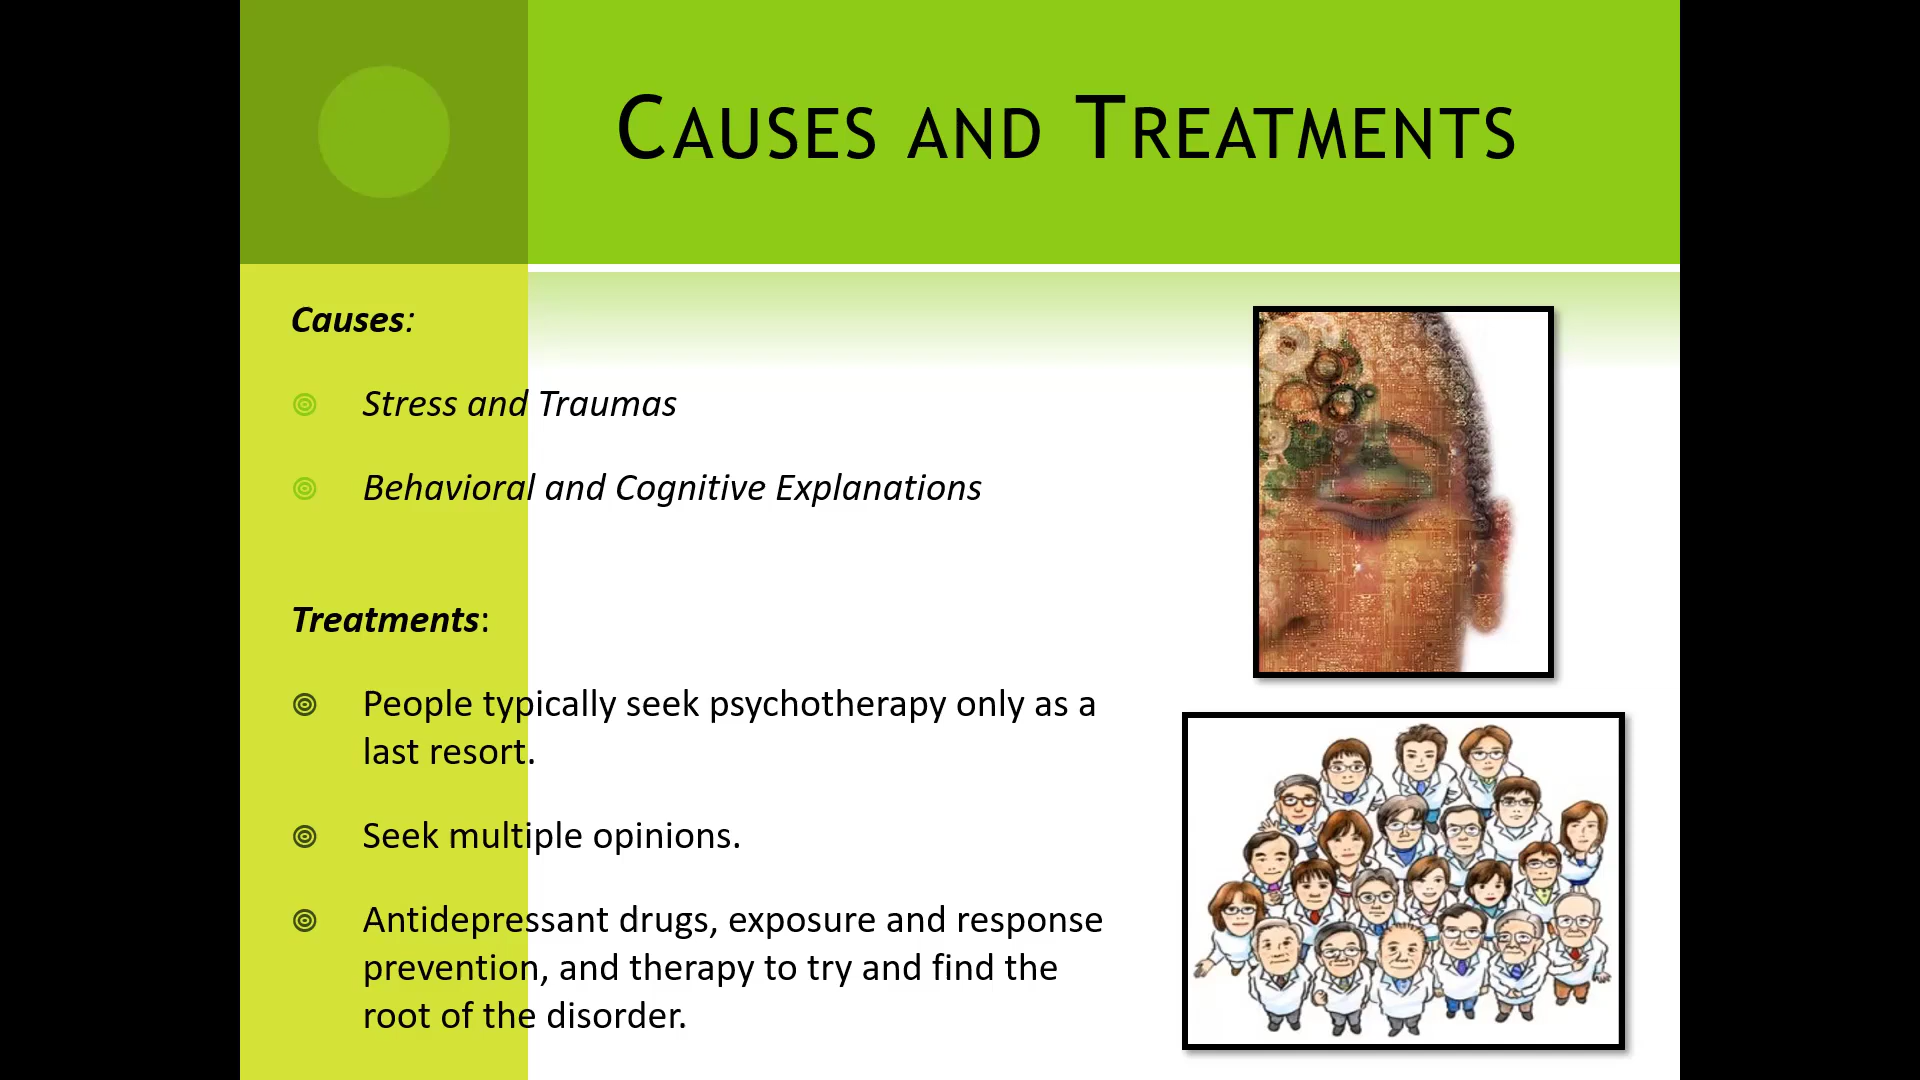 Causes and Treatments
Causes:
Stress and Traumas
Behavioral and Cognitive Explanations
Treatments:
People typically seek psychotherapy only as a
last resort.
Seek multiple opinions.
Antidepressant drugs, exposure and response
prevention, and therapy to try and find the
root of the disorder.